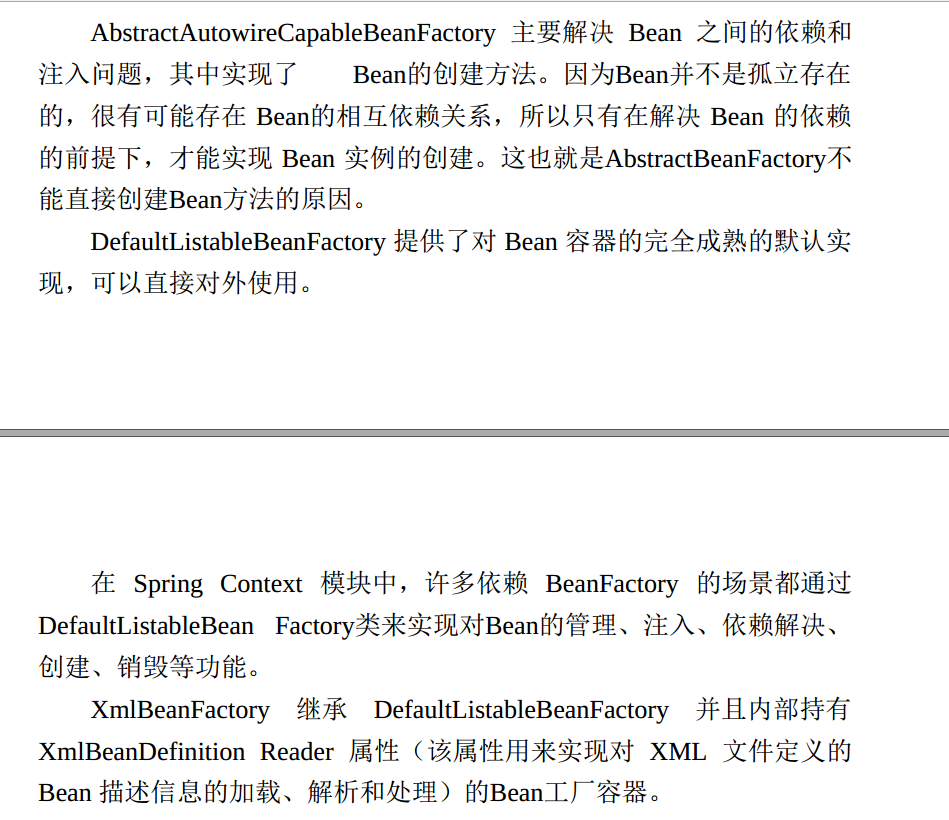 AbstractAutowireCapableBeanFactory 主要解决 Bean 之间的依赖和
注入问题，其中实现了 Bean的创建方法。因为Bean并不是孤立存在
的，很有可能存在 Bean的相互依赖关系，所以只有在解决 Bean 的依赖
的前提下，才能实现 Bean 实例的创建。这也就是AbstractBeanFactory不
能直接创建Bean方法的原因。
DefaultListableBeanFactory 提供了对 Bean 容器的完全成熟的默认实
现，可以直接对外使用。
在 Spring Context 模块中，许多依赖 BeanFactory 的场景都通过
DefaultListableBean Factory类来实现对Bean的管理、注入、依赖解决、
创建、销毁等功能。
XmlBeanFactory 继承 DefaultListableBeanFactory 并且内部持有
XmlBeanDefinition Reader 属性（该属性用来实现对 XML 文件定义的
Bean 描述信息的加载、解析和处理）的Bean工厂容器。